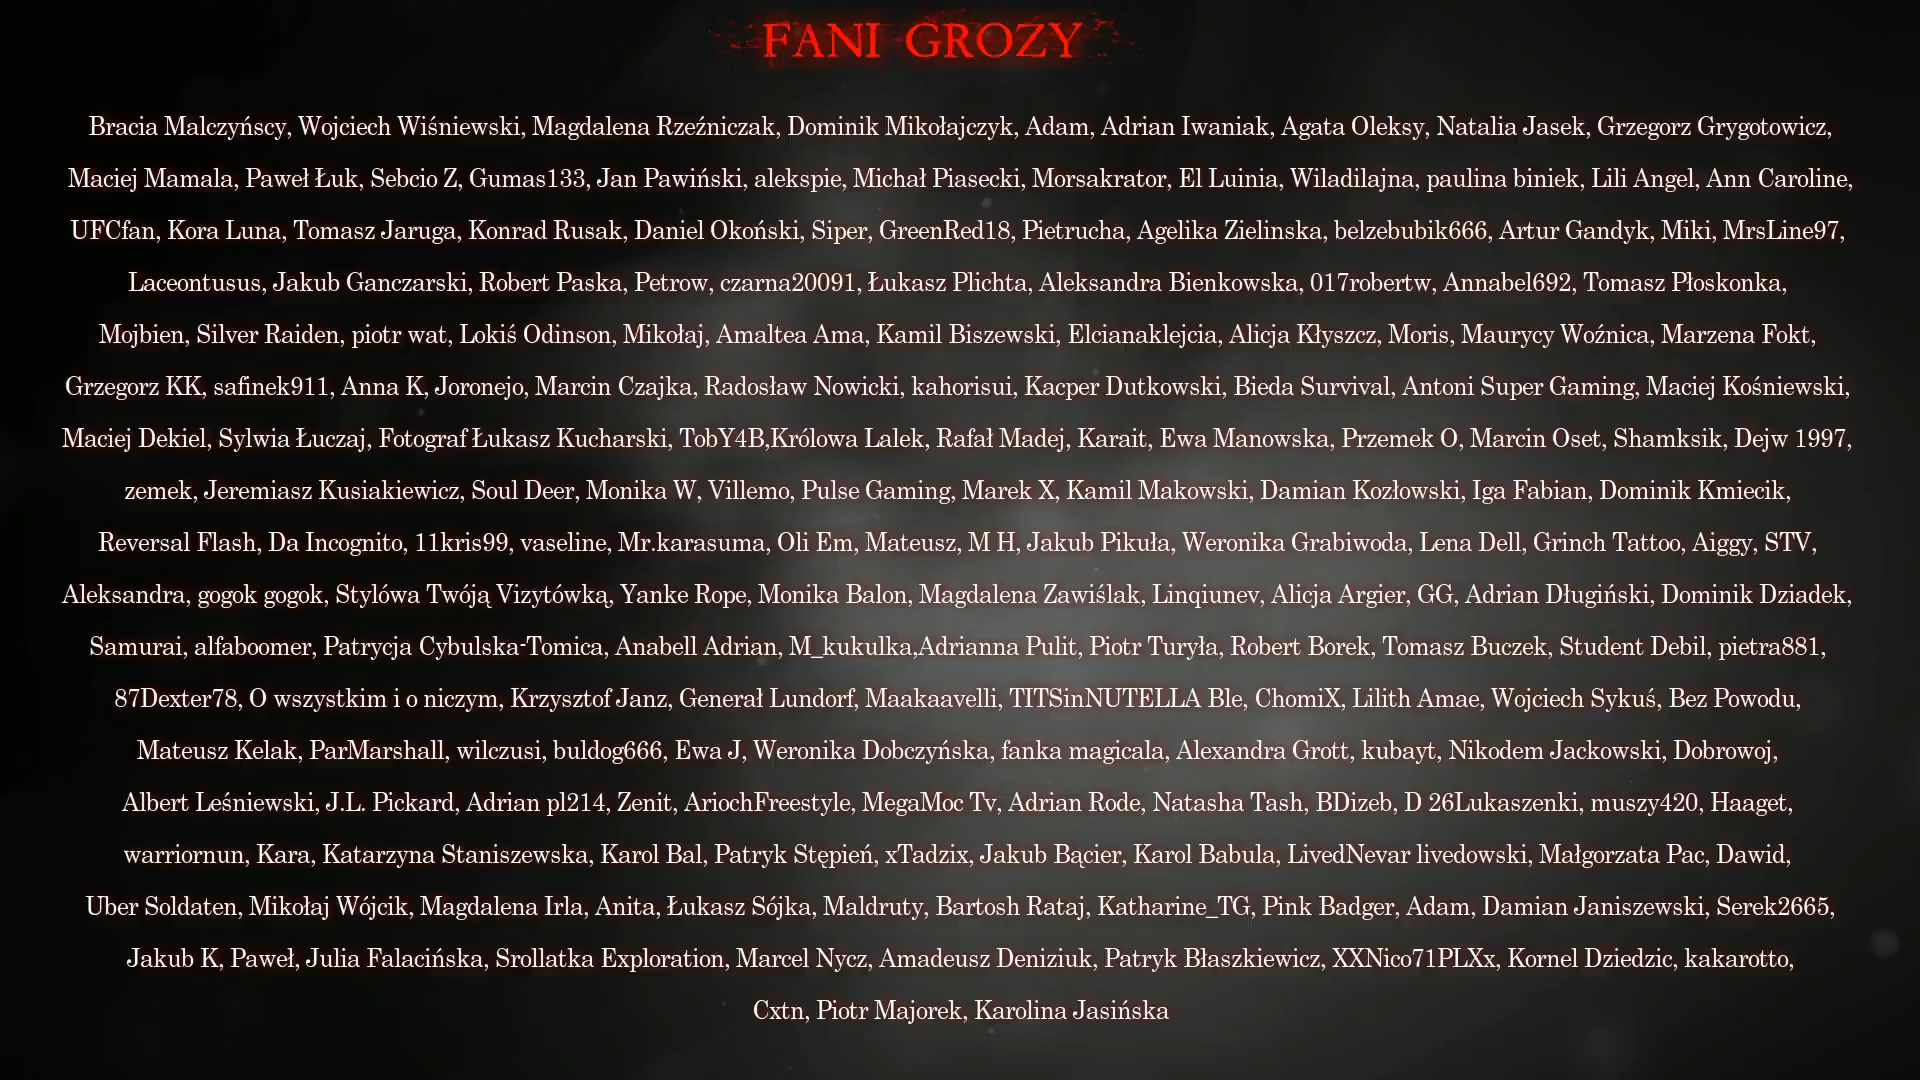 FANI GROZY
Bracia Malczyńscy, Wojciech Wiśniewski, Magdalena Rzeźniczak, Dominik Mikołajczyk, Adam, Adrian Iwaniak, Agata Oleksy, Natalia Jasek, Grzegorz Grygotowicz,
Maciej Mamala, Paweł Łuk, Sebcio Z, Gumas133, Jan Pawiński, alekspie, Michał Piasecki, Morsakrator, El Luinia, Wiladilajna, paulina biniek, Lili Angel, Ann Caroline,
UFCfan, Kora Luna, Tomasz Jaruga, Konrad Rusak, Daniel Okoński, Siper, GreenRed18, Pietrucha, Agelika Zielinska, belzebubik666, Artur Gandyk, Miki, MrsLine97,
Laceontusus, Jakub Ganczarski, Robert Paska, Petrow, czarna20091, Łukasz Plichta, Aleksandra Bienkowska, 017robertw, Annabel692, Tomasz Płoskonka,
Mojbien, Silver Raiden, piotr wat, Lokiś Odinson, Mikołaj, Amaltea Ama, Kamil Biszewski, Elcianaklejcia, Alicja Kłyszcz, Moris, Maurycy Woźnica, Marzena Fokt,
Grzegorz KK, safinek911, Anna K, Joronejo, Marcin Czajka, Radosław Nowicki, kahorisui, Kacper Dutkowski, Bieda Survival, Antoni Super Gaming, Maciej Kośniewski,
Maciej Dekiel, Sylwia Łuczaj, Fotograf Łukasz Kucharski, TobY4B,Królowa Lalek, Rafał Madej, Karait, Ewa Manowska, Przemek O, Marcin Oset, Shamksik, Dejw 1997,
zemek, Jeremiasz Kusiakiewicz, Soul Deer, Monika W, Villemo, Pulse Gaming, Marek X, Kamil Makowski, Damian Kozłowski, Iga Fabian, Dominik Kmiecik,
Reversal Flash, Da Incognito, 11kris99, vaseline, Mr.karasuma, Oli Em, Mateusz, M H, Jakub Pikuła, Weronika Grabiwoda, Lena Dell, Grinch Tattoo, Aiggy, STV,
Aleksandra, gogok gogok, Stylówa Twóją Vizytówką, Yanke Rope, Monika Balon, Magdalena Zawiślak, Linqiunev, Alicja Argier, GG, Adrian Długiński, Dominik Dziadek,
Samurai, alfaboomer, Patrycja Cybulska-Tomica, Anabell Adrian, M_kukulka,Adrianna Pulit, Piotr Turyła, Robert Borek, Tomasz Buczek, Student Debil, pietra881,
87Dexter78, O wszystkim i o niczym, Krzysztof Janz, Generał Lundorf, Maakaavelli, TITSinNUTELLA Ble, ChomiX, Lilith Amae, Wojciech Sykuś, Bez Powodu,
Mateusz Kelak, ParMarshall, wilczusi, buldog666, Ewa J, Weronika Dobczyńska, fanka magicala, Alexandra Grott, kubayt, Nikodem Jackowski, Dobrowoj,
Albert Leśniewski, J.L. Pickard, Adrian pl214, Zenit, AriochFreestyle, MegaMoc Tv, Adrian Rode, Natasha Tash, BDizeb, D 26Lukaszenki, muszy420, Haaget,
warriornun, Kara, Katarzyna Staniszewska, Karol Bal, Patryk Stępień, xTadzix, Jakub Bącier, Karol Babula, LivedNevar livedowski, Małgorzata Pac, Dawid,
Uber Soldaten, Mikołaj Wójcik, Magdalena Irla, Anita, Łukasz Sójka, Maldruty, Bartosh Rataj, Katharine_TG, Pink Badger, Adam, Damian Janiszewski, Serek2665,
Jakub K, Paweł, Julia Falacińska, Srollatka Exploration, Marcel Nycz, Amadeusz Deniziuk, Patryk Błaszkiewicz, XXNico71PLXx, Kornel Dziedzic, kakarotto,
Cxtn, Piotr Majorek, Karolina Jasińska